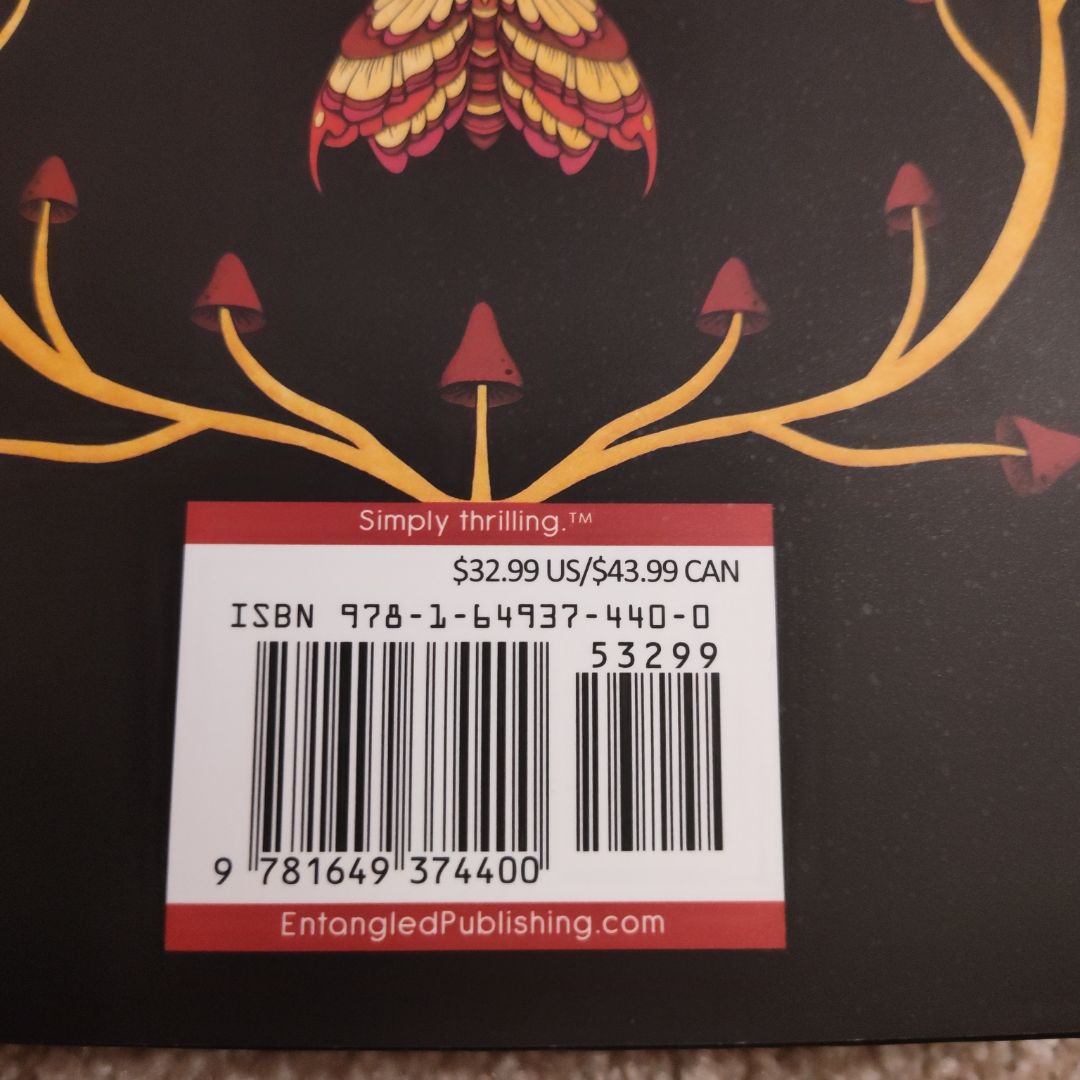 Simply thrilling.™
$32.99 US/$43.99 CAN
ISBN 978-1-64937-440-0
53299
9 781649 374400
EntangledPublishing.com